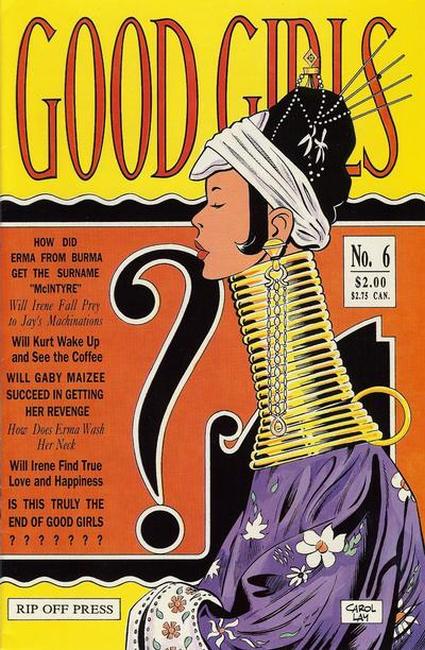 GOOD GIRLS
No. 6
$2.00
$2.75 CAN.
HOW DID
ERMA FROM BURMA
GET THE SURNAME
"McINTYRE"
Will Irene Fall Prey
to Jay's Machinations
Will Kurt Wake Up
and See the Coffee
WILL GABY MAIZEE
SUCCEED IN GETTING
HER REVENGE
How Does Erma Wash
Her Neck
Will Irene Find True
Love and Happiness
IS THIS TRULY THE
END OF GOOD GIRLS
? ? ? ? ? ? ?
?
RIP OFF PRESS
CAROL
LAY